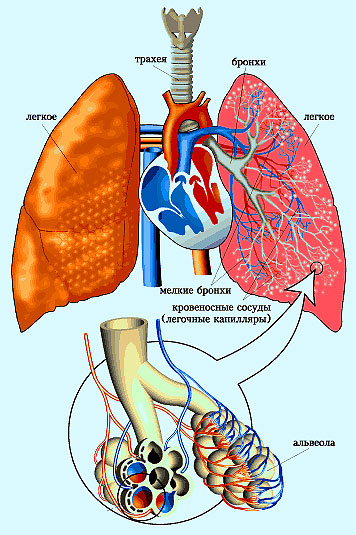 трахея
бронхи
легкое
легкое
мелкие бронхи
кровеносные сосуды
(легочные капилляры)
альвеола